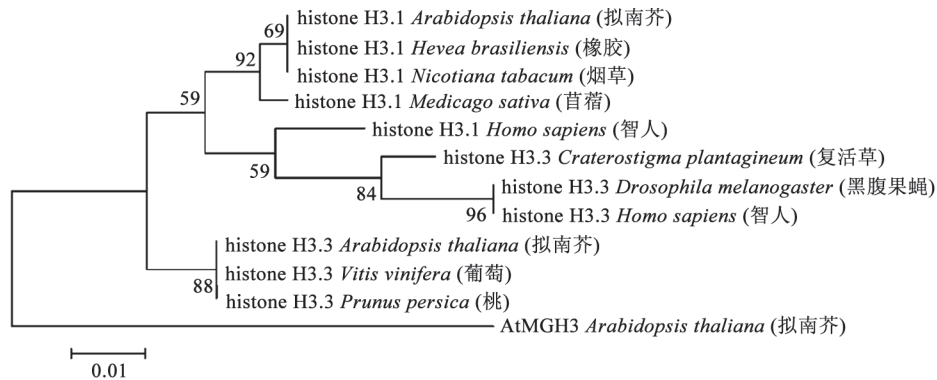 histone H3.1 Arabidopsis thaliana (拟南芥)
69
histone H3.1 Hevea brasiliensis (橡胶)
92
histone H3.1 Nicotiana tabacum (烟草)
59
histone H3.1 Medicago sativa (苜蓿)
histone H3.1 Homo sapiens (智人)
59
histone H3.3 Craterostigma plantagineum (复活草)
84
histone H3.3 Drosophila melanogaster (黑腹果蝇)
96
histone H3.3 Homo sapiens (智人)
histone H3.3 Arabidopsis thaliana (拟南芥)
histone H3.3 Vitis vinifera (葡萄)
88
histone H3.3 Prunus persica (桃)
AtMGH3 Arabidopsis thaliana (拟南芥)
0.01